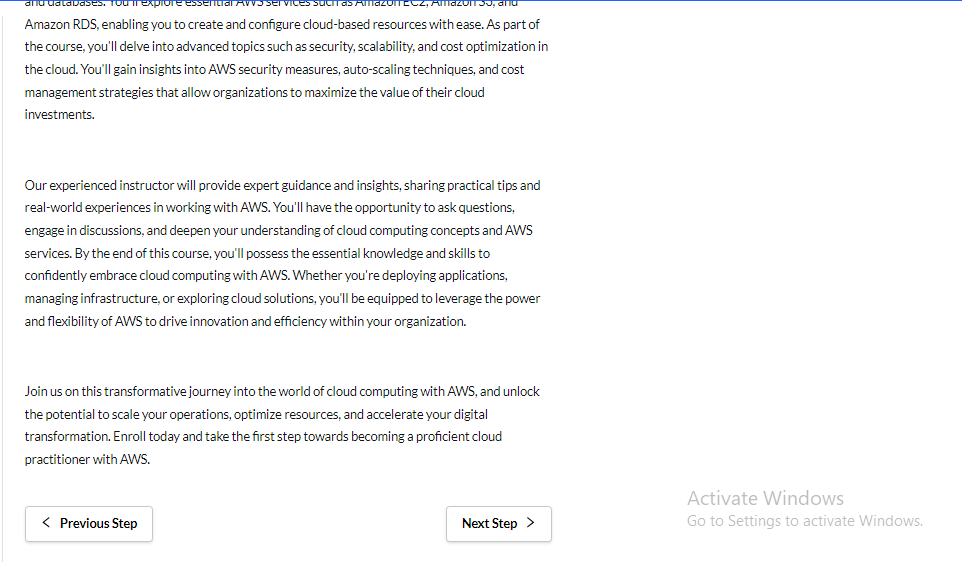 and databases. You'll explore essential AWS services such as Amazon EC2, Amazon S3, and
Amazon RDS, enabling you to create and configure cloud-based resources with ease. As part of
the course, you'll delve into advanced topics such as security, scalability, and cost optimization in
the cloud. You'll gain insights into AWS security measures, auto-scaling techniques, and cost
management strategies that allow organizations to maximize the value of their cloud
investments.
Our experienced instructor will provide expert guidance and insights, sharing practical tips and
real-world experiences in working with AWS. You'll have the opportunity to ask questions,
engage in discussions, and deepen your understanding of cloud computing concepts and AWS
services. By the end of this course, you'll possess the essential knowledge and skills to
confidently embrace cloud computing with AWS. Whether you're deploying applications,
managing infrastructure, or exploring cloud solutions, you'll be equipped to leverage the power
and flexibility of AWS to drive innovation and efficiency within your organization.
Join us on this transformative journey into the world of cloud computing with AWS, and unlock
the potential to scale your operations, optimize resources, and accelerate your digital
transformation. Enroll today and take the first step towards becoming a proficient cloud
practitioner with AWS.
< Previous Step
Next Step >
Activate Windows
Go to Settings to activate Windows.